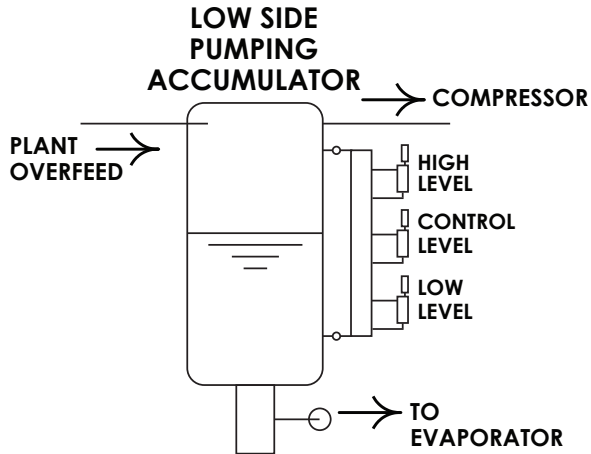 LOW SIDE
PUMPING
ACCUMULATOR
COMPRESSOR
PLANT
OVERFEED
HIGH
LEVEL
CONTROL
LEVEL
LOW
LEVEL
TO
EVAPORATOR